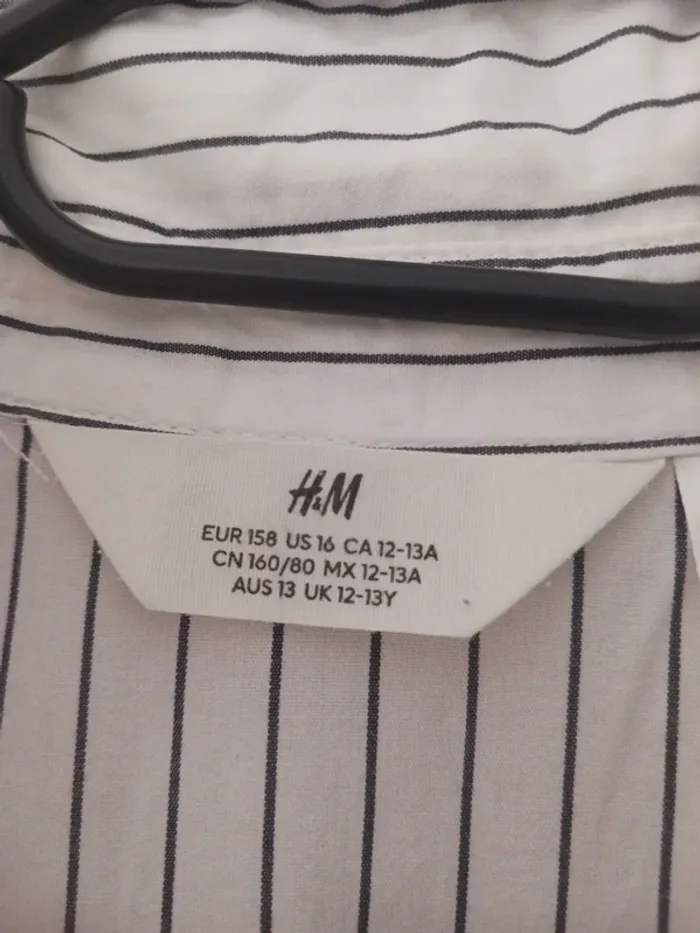 H&M
EUR 158 US 16 CA 12-13A
CN 160/80 MX 12-13A
AUS 13 UK 12-13Y